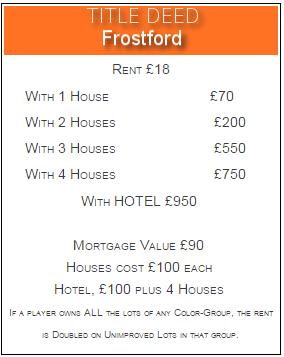 TITLE DEED
Frostford
Rent £18
With 1 House £70
With 2 Houses £200
With 3 Houses £550
With 4 Houses £750
With HOTEL £950
Mortgage Value £90
Houses cost £100 each
Hotel, £100 plus 4 Houses
If a player owns ALL the lots of any Color-Group, the rent
is Doubled on Unimproved Lots in that group.